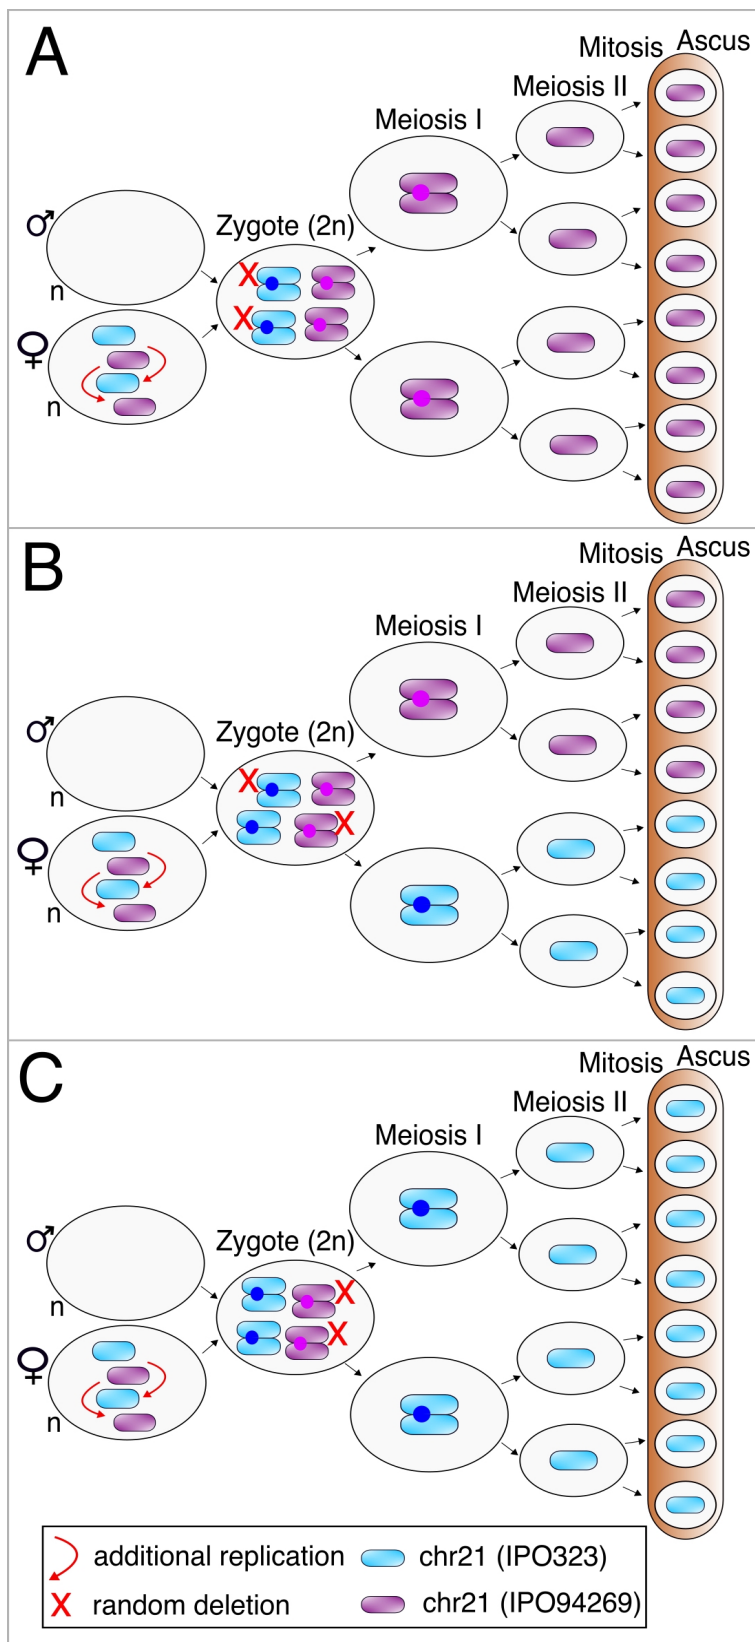 A
Mitosis Ascus
Meiosis II
Meiosis I
♂
Zygote (2n)
n
X
X
♀
n
B
Mitosis Ascus
Meiosis II
Meiosis I
♂
Zygote (2n)
n
X
X
♀
n
C
Mitosis Ascus
Meiosis II
Meiosis I
♂
Zygote (2n)
n
X
X
♀
n
additional replication chr21 (IPO323)
X random deletion chr21 (IPO94269)